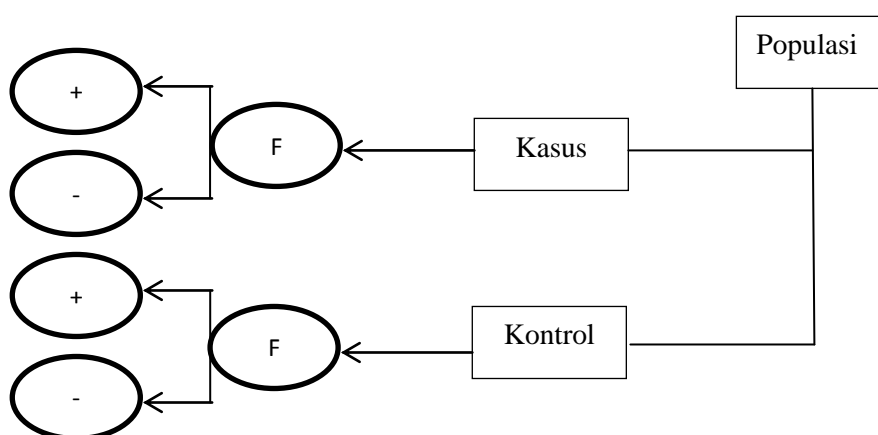 Populasi
+
F
Kasus
-
+
F
Kontrol
-